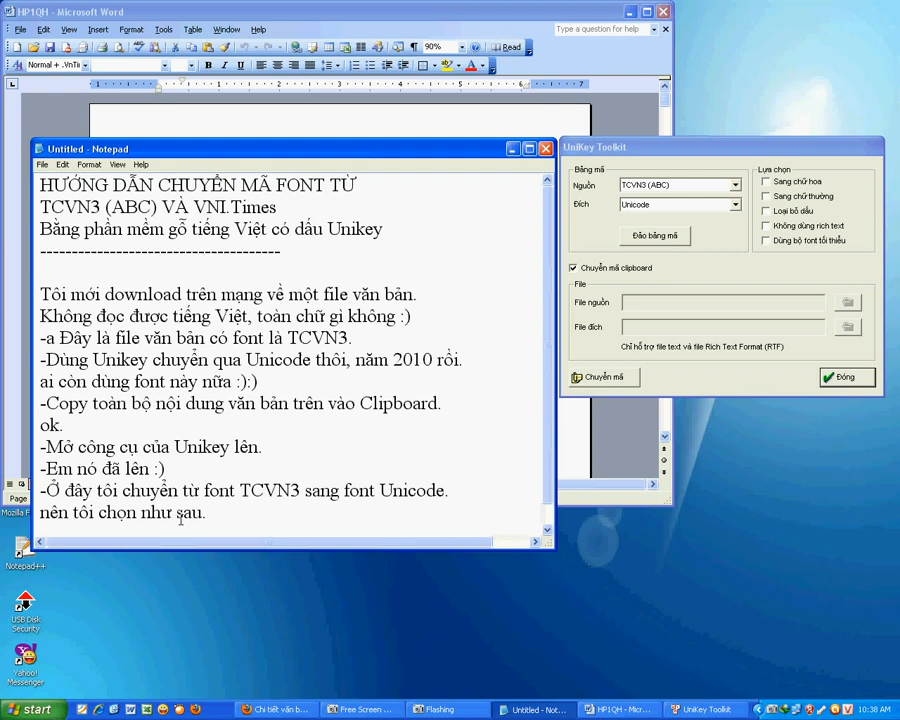 HP1QH - Microsoft Word
File Edit View Insert Format Tools Table Window Help
Type a question for help
90%
Read
Normal + .VnTi
Untitled - Notepad
File Edit Format View Help
HƯỚNG DẪN CHUYỂN MÃ FONT TỪ
TCVN3 (ABC) VÀ VNI.Times
Bằng phần mềm gỗ tiếng Việt có dấu Unikey
--------------------------------------
Tôi mới download trên mạng về một file văn bản.
Không đọc được tiếng Việt, toàn chữ gì không :)
-a Đây là file văn bản có font là TCVN3.
-Dùng Unikey chuyển qua Unicode thôi, năm 2010 rồi.
ai còn dùng font này nữa :):)
-Copy toàn bộ nội dung văn bản trên vào Clipboard.
ok.
-Mở công cụ của Unikey lên.
-Em nó đã lên :)
-Ở đây tôi chuyển từ font TCVN3 sang font Unicode.
nên tôi chọn như sau.
UniKey Toolkit
Bảng mã
Nguồn
TCVN3 (ABC)
Đích
Unicode
Đảo bảng mã
Lựa chọn
Sang chữ hoa
Sang chữ thường
Loại bỏ dấu
Không dùng rich text
Dùng bộ font tối thiểu
Chuyển mã clipboard
File
File nguồn
File đích
Chỉ hỗ trợ file text và file Rich Text Format (RTF)
Chuyển mã
Đóng
Page
Mozilla F
Notepad++
USB Disk
Security
Yahoo!
Messenger
start
Chi tiết văn b...
Free Screen ...
Flashing
Untitled - Not...
HP1QH - Micr...
UniKey Toolkit
10:38 AM